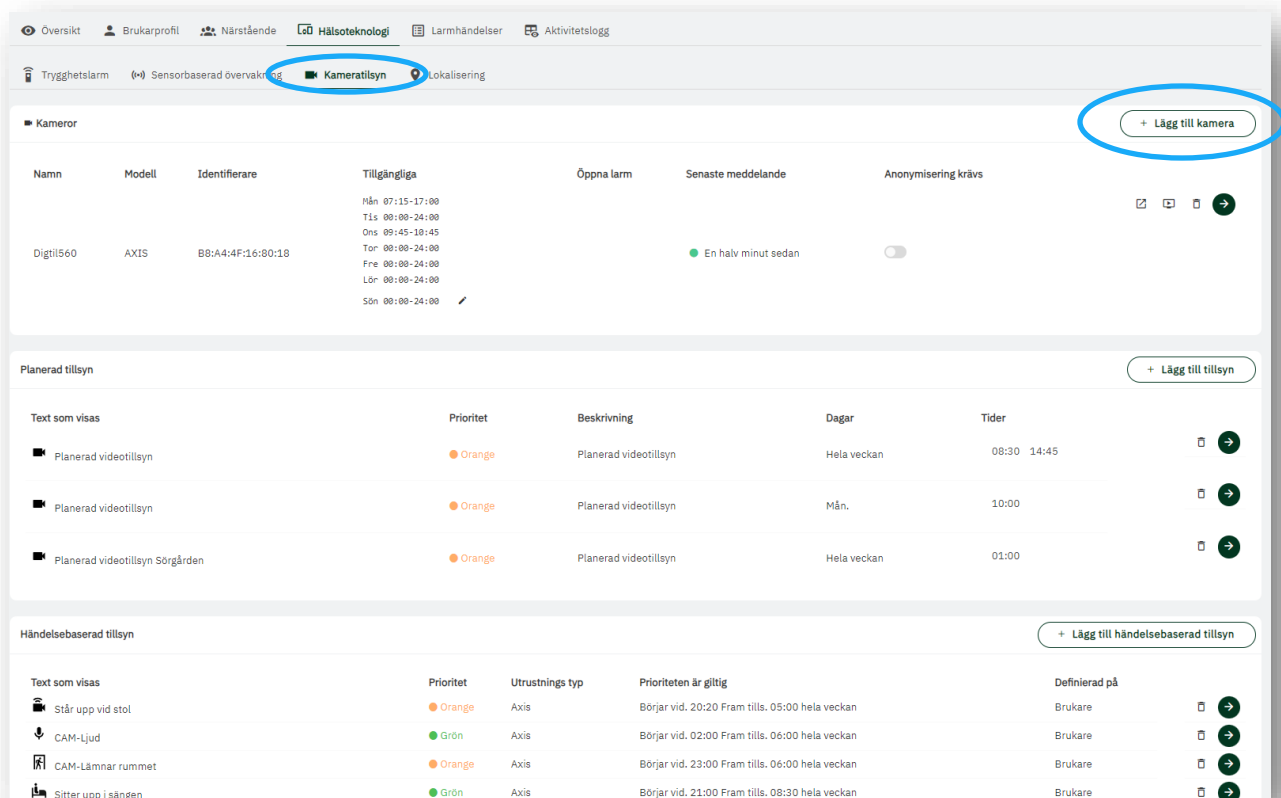 Översikt Brukarprofil Närstående Hälsoteknologi Larmhändelser Aktivitetslogg
Trygghetslarm Sensorbaserad övervakning Kameratilsyn Lokalisering
Kameror + Lägg till kamera
Namn Modell Identifierare Tillgängliga Öppna larm Senaste meddelande Anonymisering krävs
Mån 07:15-17:00
Tis 00:00-24:00
Ons 09:45-10:45
Tor 00:00-24:00
Digtil560 AXIS B8:A4:4F:16:80:18 En halv minut sedan
Fre 00:00-24:00
Lör 00:00-24:00
Sön 00:00-24:00
Planerad tillsyn + Lägg till tillsyn
Text som visas Prioritet Beskrivning Dagar Tider
Planerad videotillsyn Orange Planerad videotillsyn Hela veckan 08:30 14:45
Planerad videotillsyn Orange Planerad videotillsyn Mån. 10:00
Planerad videotillsyn Sörgården Orange Planerad videotillsyn Hela veckan 01:00
Händelsebaserad tillsyn + Lägg till händelsebaserad tillsyn
Text som visas Prioritet Utrustnings typ Prioriteten är giltig Definierad på
Står upp vid stol Orange Axis Börjar vid. 20:20 Fram tills. 05:00 hela veckan Brukare
CAM-Ljud Grön Axis Börjar vid. 02:00 Fram tills. 06:00 hela veckan Brukare
CAM-Lämnar rummet Orange Axis Börjar vid. 23:00 Fram tills. 06:00 hela veckan Brukare
Sitter upp i sängen Grön Axis Börjar vid. 21:00 Fram tills. 08:30 hela veckan Brukare